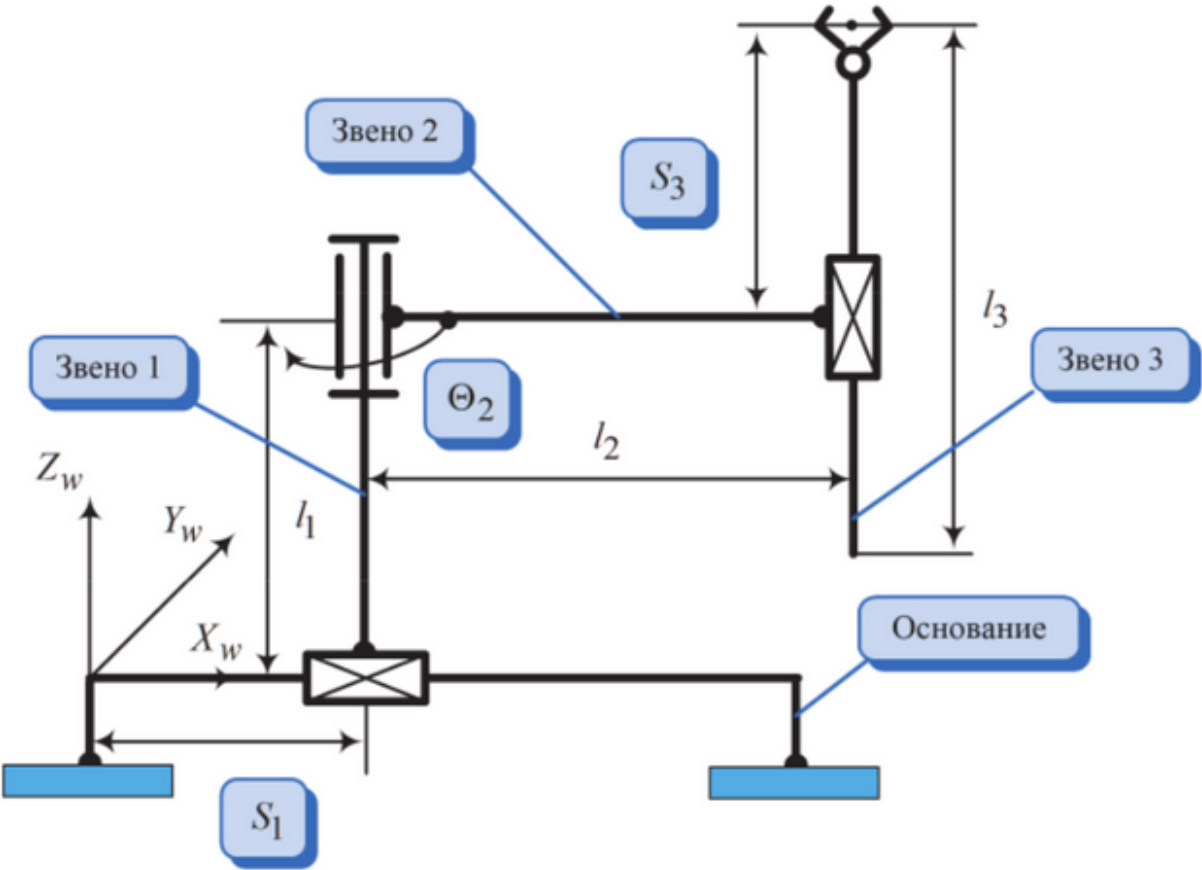 Звено 2
S3
l3
Звено 1
Звено 3
Θ2
l2
Zw
Yw
l1
Xw
Основание
S1